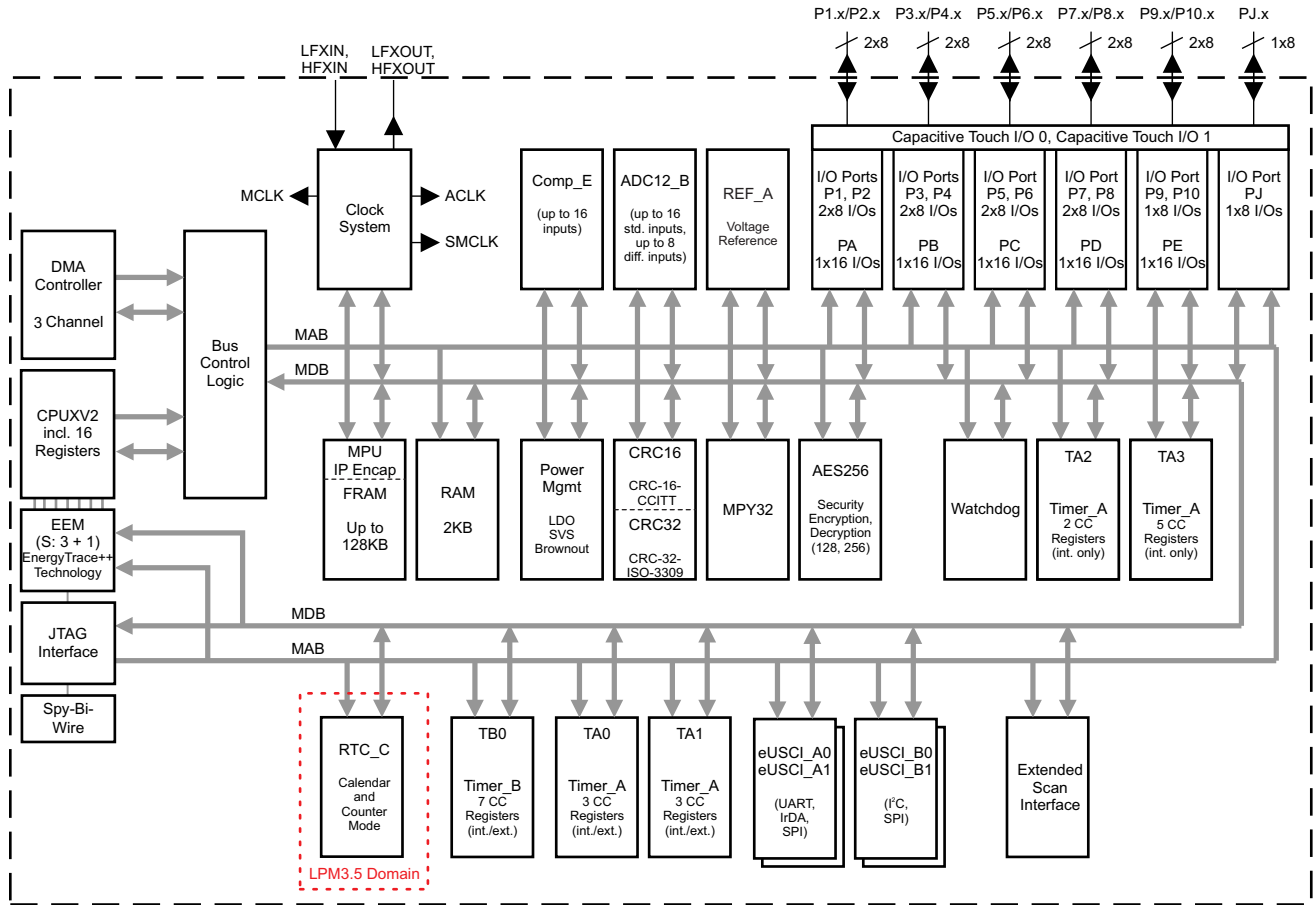 P1.x/P2.x
P3.x/P4.x
P5.x/P6.x
P7.x/P8.x
P9.x/P10.x
PJ.x
2x8
2x8
2x8
2x8
2x8
1x8
LFXIN,
HFXIN
LFXOUT,
HFXOUT
Capacitive Touch I/O 0, Capacitive Touch I/O 1
MCLK
Clock
System
ACLK
SMCLK
Comp_E
(up to 16
inputs)
ADC12_B
(up to 16
std. inputs,
up to 8
diff. inputs)
REF_A
Voltage
Reference
I/O Ports
P1, P2
2x8 I/Os
PA
1x16 I/Os
I/O Ports
P3, P4
2x8 I/Os
PB
1x16 I/Os
I/O Port
P5, P6
2x8 I/Os
PC
1x16 I/Os
I/O Port
P7, P8
2x8 I/Os
PD
1x16 I/Os
I/O Port
P9, P10
1x8 I/Os
PE
1x16 I/Os
I/O Port
PJ
1x8 I/Os
DMA
Controller
3 Channel
Bus
Control
Logic
MAB
MDB
CPUXV2
incl. 16
Registers
MPU
IP Encap
FRAM
Up to
128KB
RAM
2KB
Power
Mgmt
LDO
SVS
Brownout
CRC16
CRC-16-
CCITT
CRC32
CRC-32-
ISO-3309
MPY32
AES256
Security
Encryption,
Decryption
(128, 256)
Watchdog
TA2
Timer_A
2 CC
Registers
(int. only)
TA3
Timer_A
5 CC
Registers
(int. only)
EEM
(S: 3 + 1)
EnergyTrace++
Technology
MDB
JTAG
Interface
MAB
Spy-Bi-
Wire
RTC_C
Calendar
and
Counter
Mode
LPM3.5 Domain
TB0
Timer_B
7 CC
Registers
(int./ext.)
TA0
Timer_A
3 CC
Registers
(int./ext.)
TA1
Timer_A
3 CC
Registers
(int./ext.)
eUSCI_A0
eUSCI_A1
(UART,
IrDA,
SPI)
eUSCI_B0
eUSCI_B1
(I²C,
SPI)
Extended
Scan
Interface